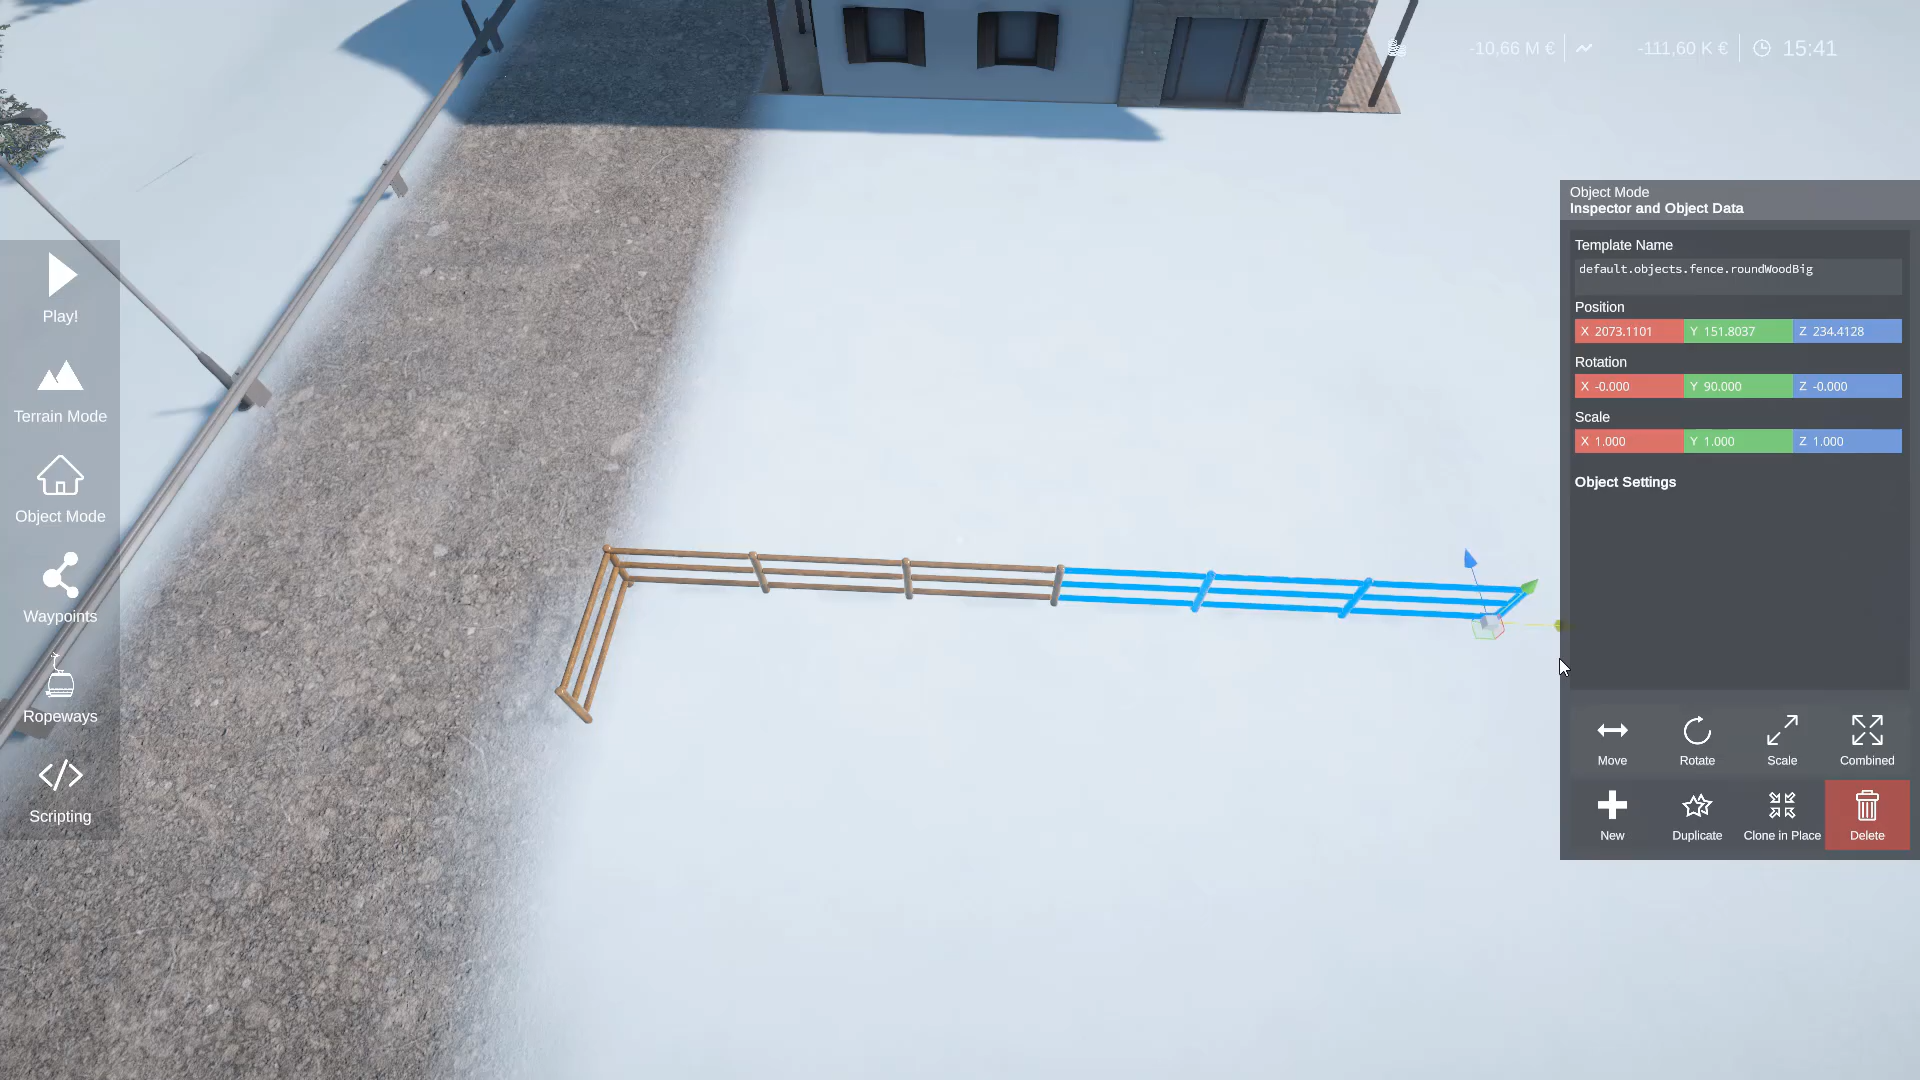 -10,66 M €
-111,60 K €
15:41
Object Mode
Inspector and Object Data
Template Name
default.objects.fence.roundWoodBig
Position
X 2073.1101 Y 151.8037 Z 234.4128
Rotation
X -0.000 Y 90.000 Z -0.000
Scale
X 1.000 Y 1.000 Z 1.000
Object Settings
Play!
Terrain Mode
Object Mode
Waypoints
Ropeways
Scripting
Move Rotate Scale Combined
New Duplicate Clone in Place Delete